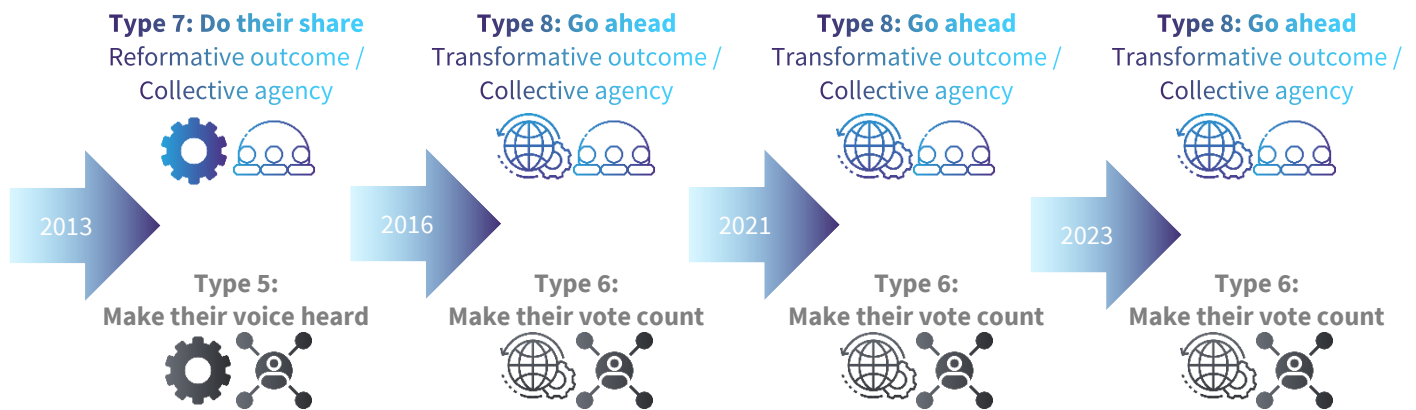 Type 7: Do their share
Reformative outcome /
Collective agency
2013
Type 5:
Make their voice heard
Type 8: Go ahead
Transformative outcome /
Collective agency
2016
Type 6:
Make their vote count
Type 8: Go ahead
Transformative outcome /
Collective agency
2021
Type 6:
Make their vote count
Type 8: Go ahead
Transformative outcome /
Collective agency
2023
Type 6:
Make their vote count